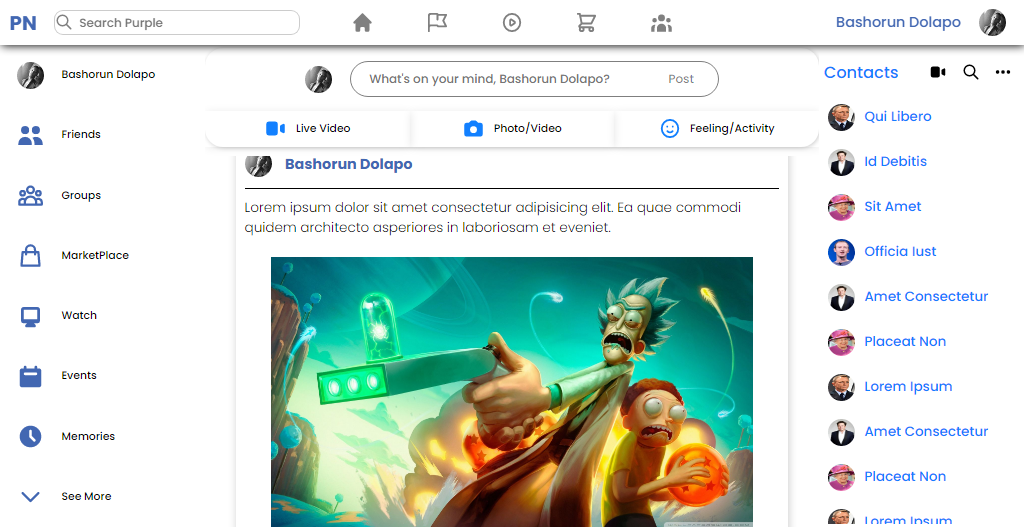 PN
Search Purple
Bashorun Dolapo
Bashorun Dolapo
Friends
Groups
MarketPlace
Watch
Events
Memories
See More
What's on your mind, Bashorun Dolapo?
Post
Live Video
Photo/Video
Feeling/Activity
Bashorun Dolapo
Lorem ipsum dolor sit amet consectetur adipisicing elit. Ea quae commodi
quidem architecto asperiores in laboriosam et eveniet.
Contacts
Qui Libero
Id Debitis
Sit Amet
Officia Iust
Amet Consectetur
Placeat Non
Lorem Ipsum
Amet Consectetur
Placeat Non
Lorem Ipsum